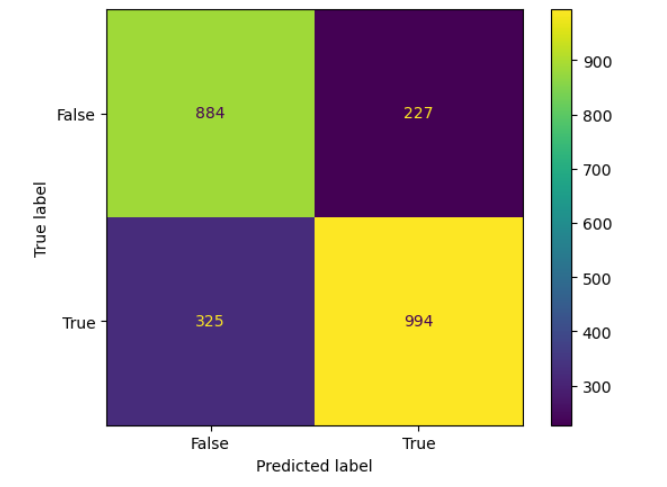 False
884
227
True
325
994
False
True
Predicted label
True label
900
800
700
600
500
400
300